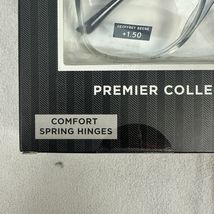 GEOFFREY BEENE
+1.50
PREMIER COLLE
COMFORT
SPRING HINGES